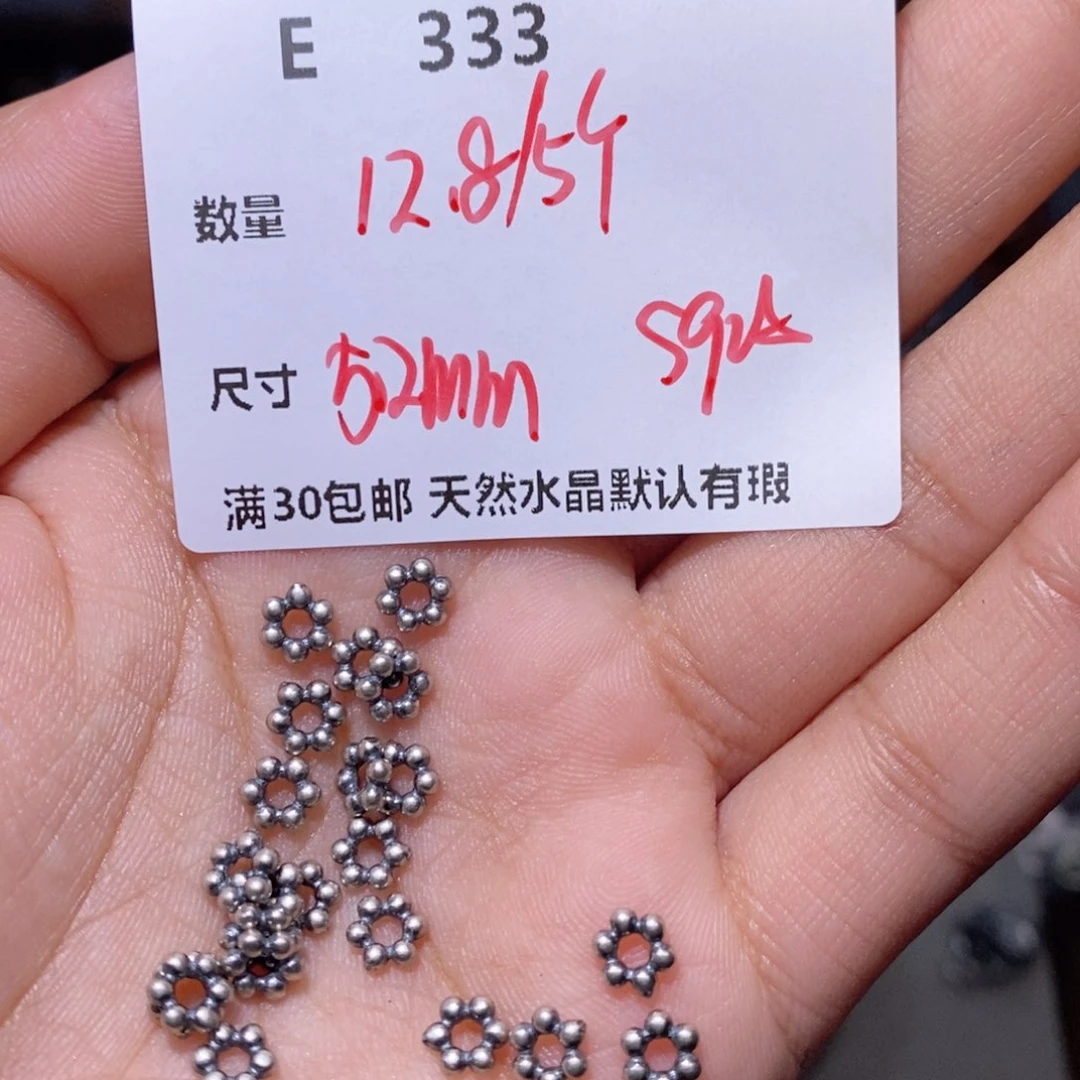 E 333
数量 12.8/5个
尺寸 5.2mm S925
满30包邮 天然水晶默认有瑕